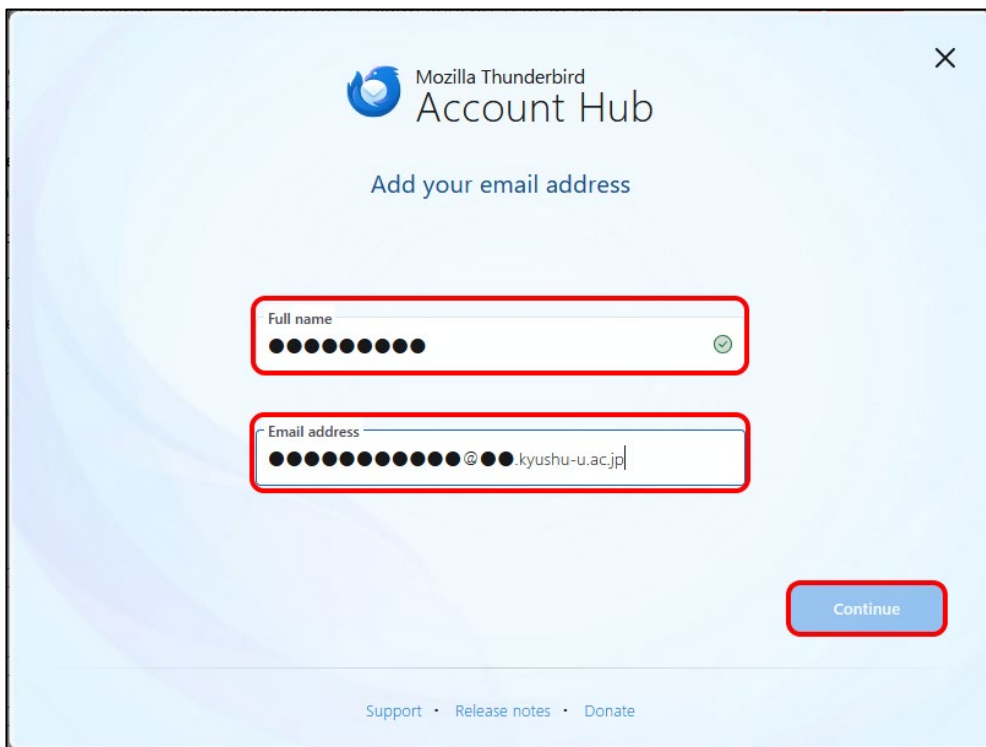 Mozilla Thunderbird
Account Hub
Add your email address
Full name
●●●●●●●●●
Email address
●●●●●●●●●●●@●●.kyushu-u.ac.jp
Continue
Support • Release notes • Donate